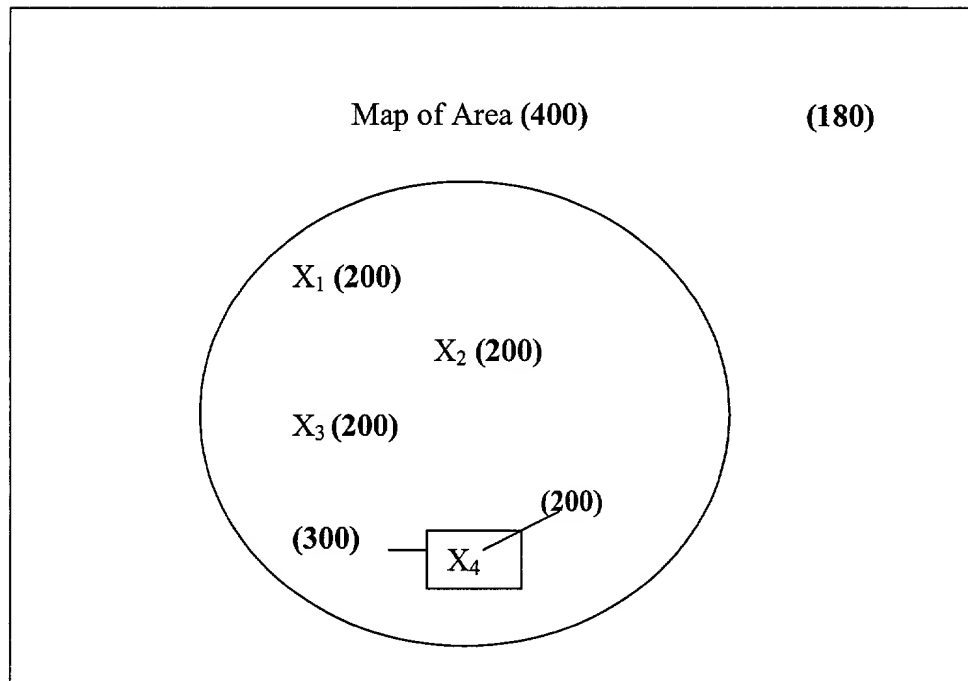 Map of Area (400) (180)
X₁ (200)
X₂ (200)
X₃ (200)
(200)
(300)
X₄